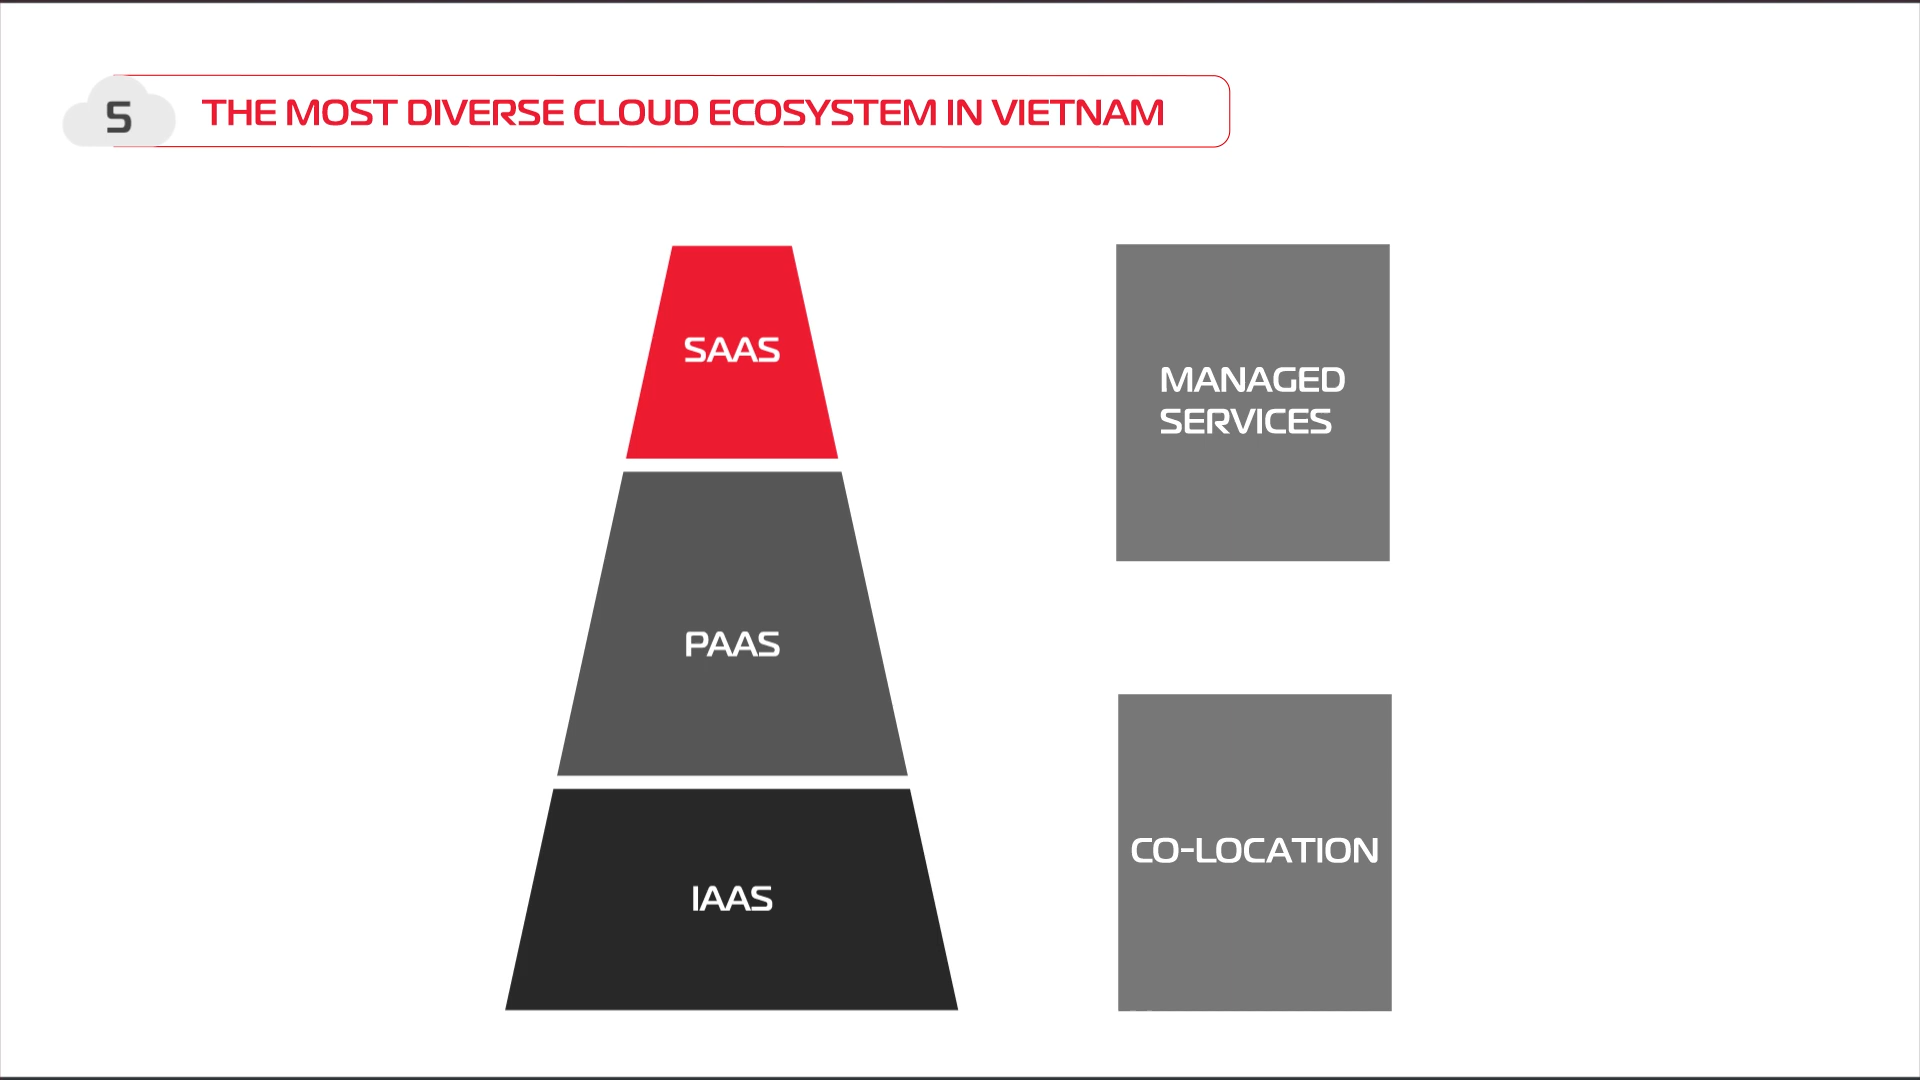 5
THE MOST DIVERSE CLOUD ECOSYSTEM IN VIETNAM
SAAS
PAAS
IAAS
MANAGED
SERVICES
CO-LOCATION